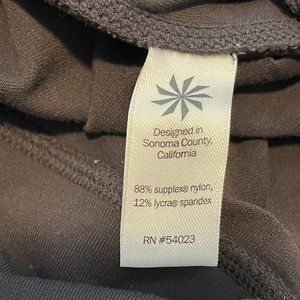 Designed in
Sonoma County,
California
88% supplex® nylon,
12% lycra® spandex
RN #54023